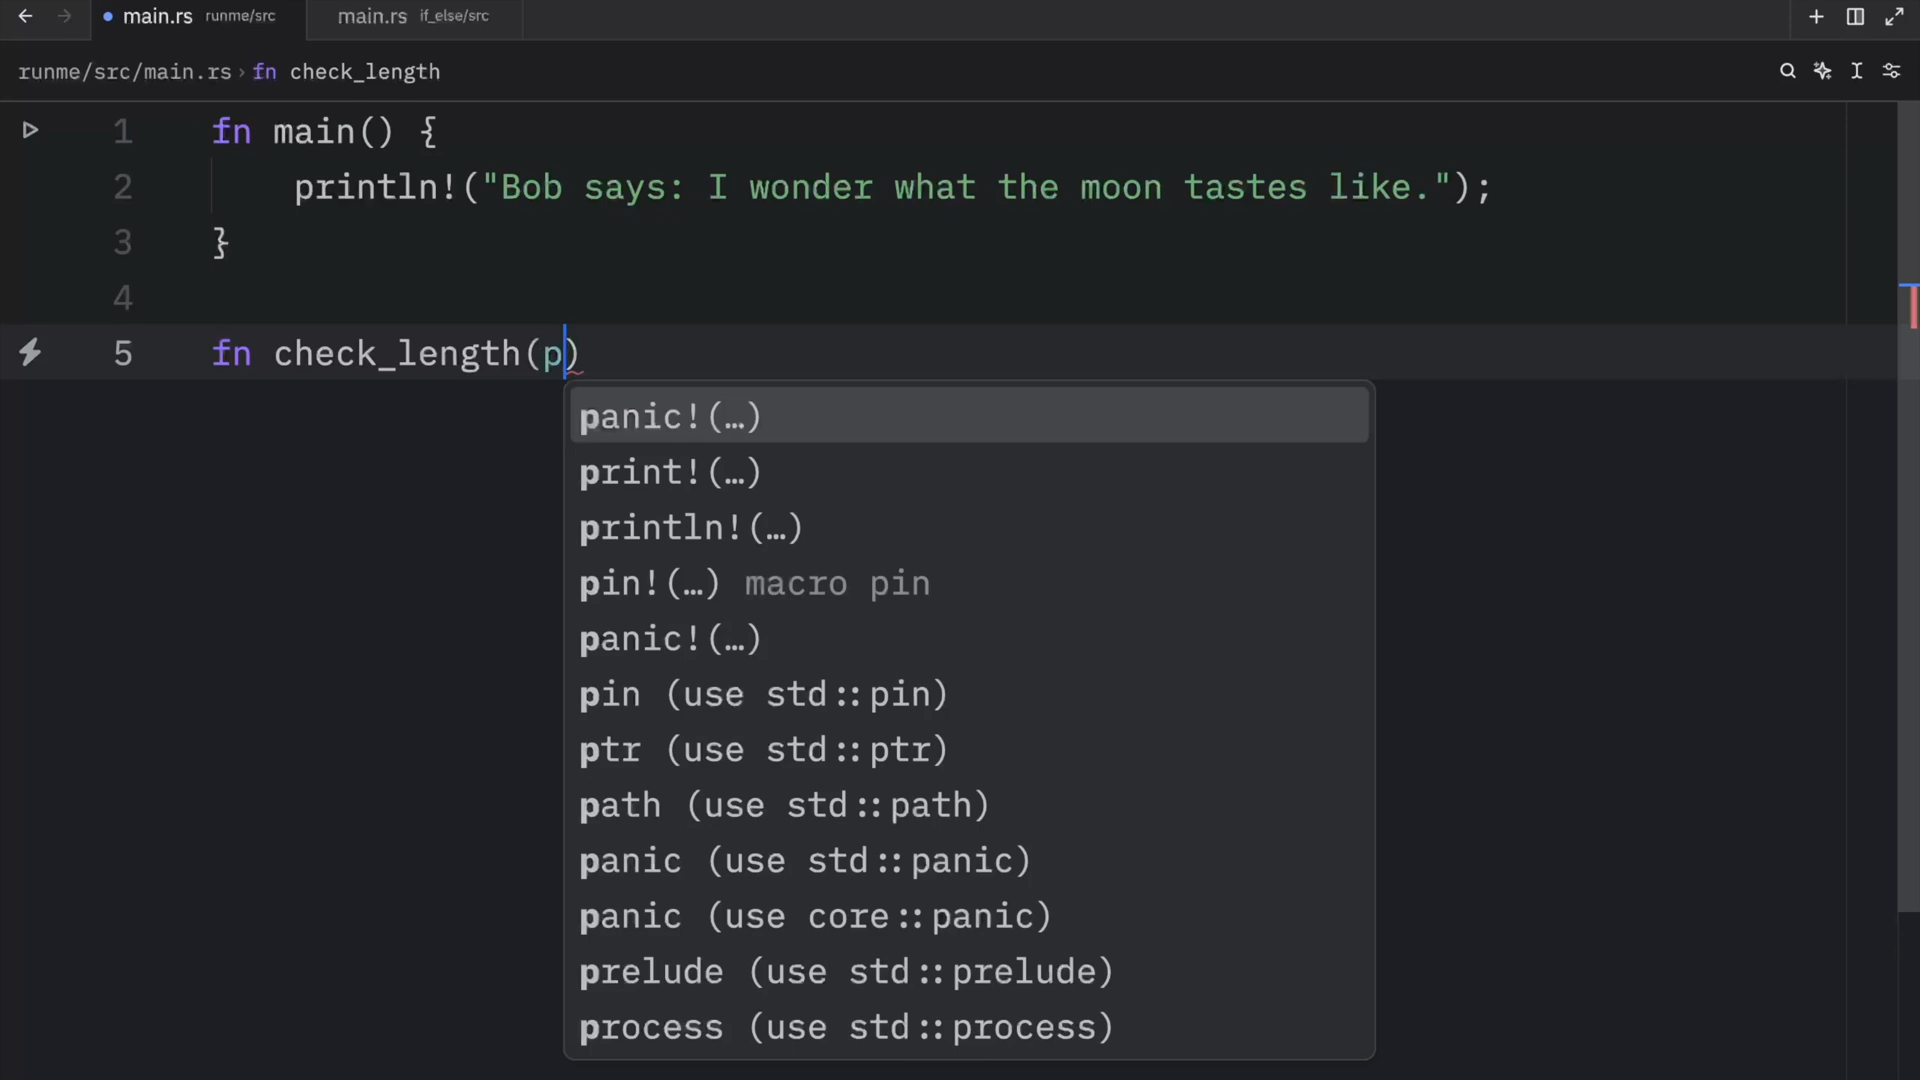 main.rs runme/src main.rs if_else/src
runme/src/main.rs › fn check_length
1 fn main() {
2 println!("Bob says: I wonder what the moon tastes like.");
3 }
4
5 fn check_length(p)
panic!(…)
print!(…)
println!(…)
pin!(…) macro pin
panic!(…)
pin (use std::pin)
ptr (use std::ptr)
path (use std::path)
panic (use std::panic)
panic (use core::panic)
prelude (use std::prelude)
process (use std::process)